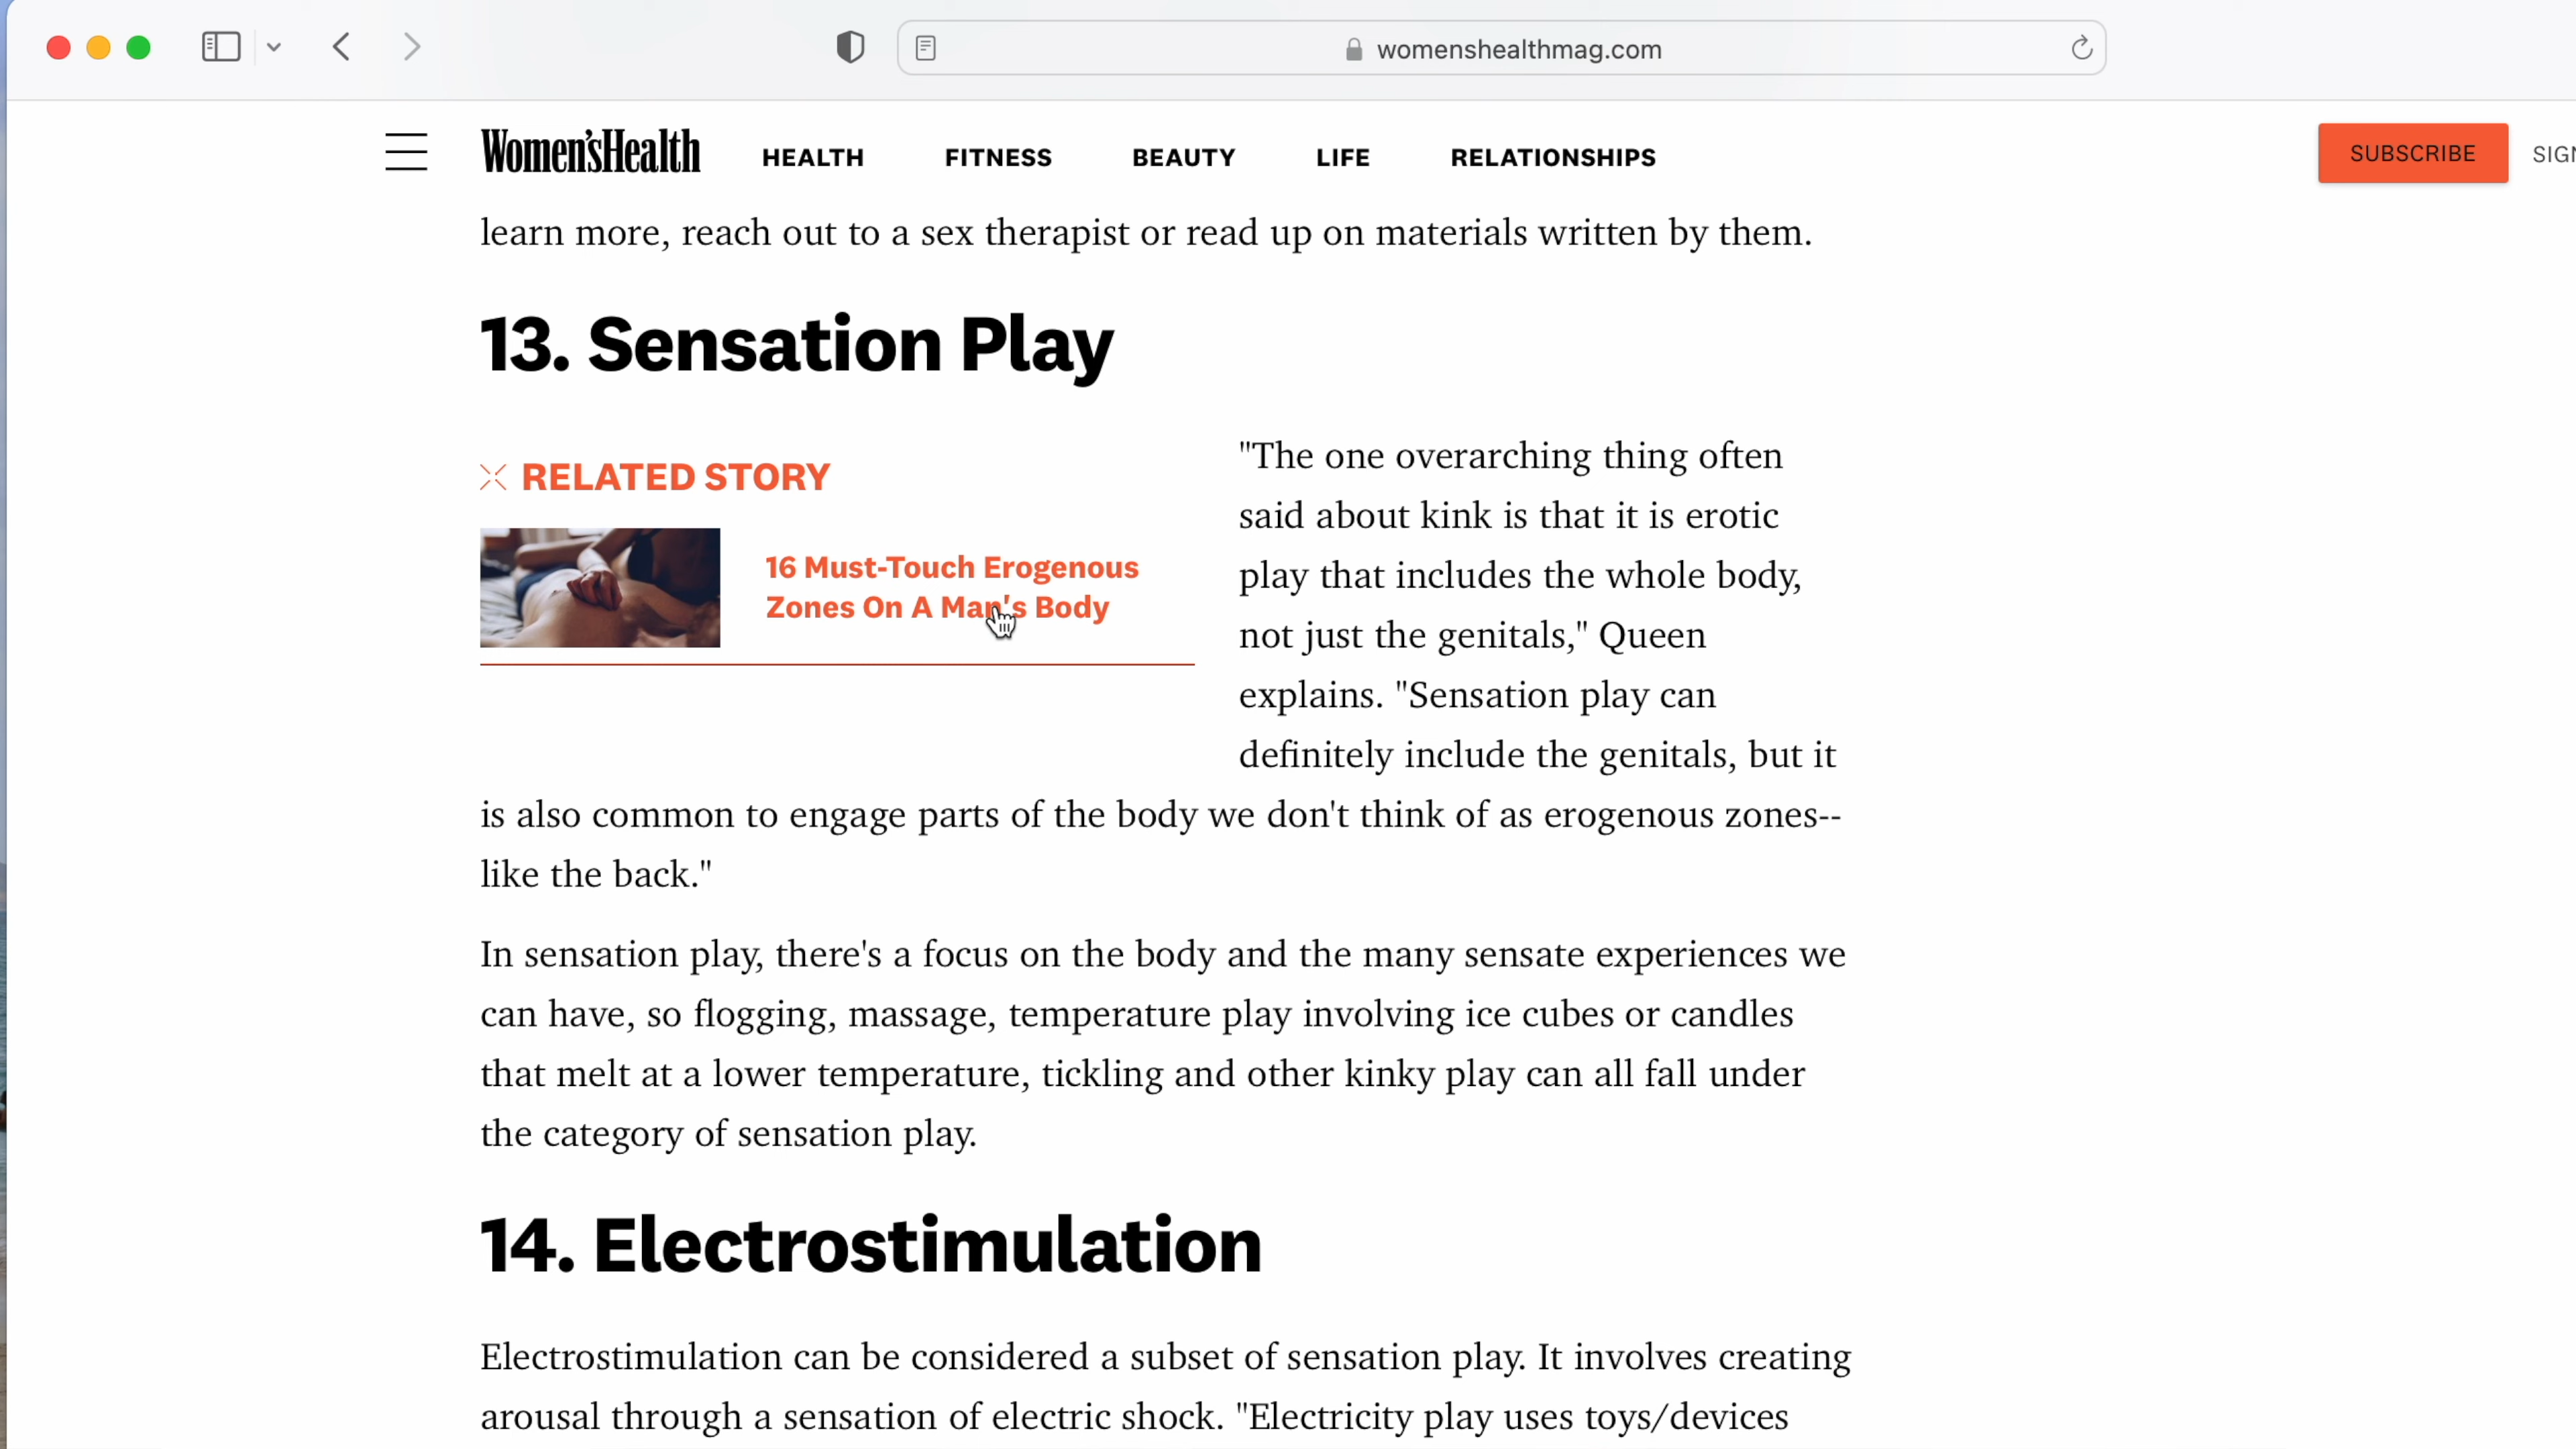 womenshealthmag.com
Women'sHealth
HEALTH
FITNESS
BEAUTY
LIFE
RELATIONSHIPS
SUBSCRIBE
SIGN
learn more, reach out to a sex therapist or read up on materials written by them.
13. Sensation Play
RELATED STORY
16 Must-Touch Erogenous
Zones On A Man's Body
"The one overarching thing often
said about kink is that it is erotic
play that includes the whole body,
not just the genitals," Queen
explains. "Sensation play can
definitely include the genitals, but it
is also common to engage parts of the body we don't think of as erogenous zones--
like the back."
In sensation play, there's a focus on the body and the many sensate experiences we
can have, so flogging, massage, temperature play involving ice cubes or candles
that melt at a lower temperature, tickling and other kinky play can all fall under
the category of sensation play.
14. Electrostimulation
Electrostimulation can be considered a subset of sensation play. It involves creating
arousal through a sensation of electric shock. "Electricity play uses toys/devices